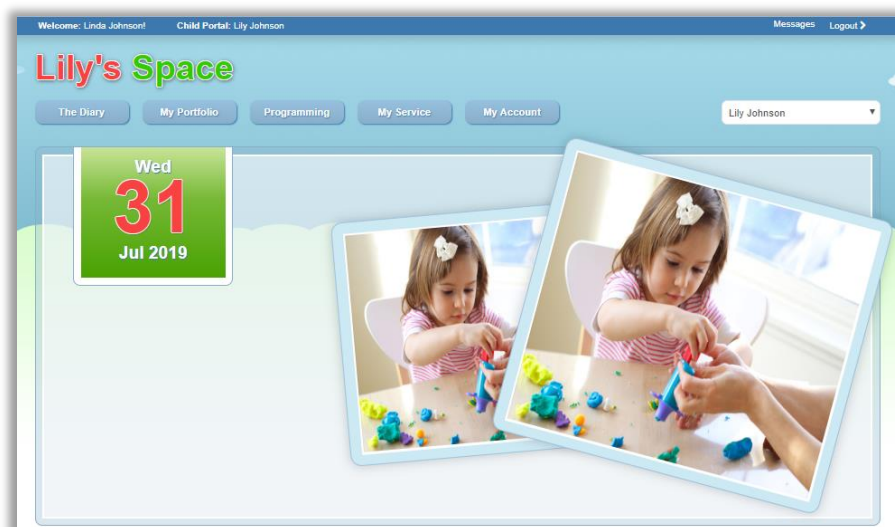 Welcome: Linda Johnson! Child Portal: Lily Johnson Messages Logout
Lily's Space
The Diary My Portfolio Programming My Service My Account Lily Johnson
Wed
31
Jul 2019